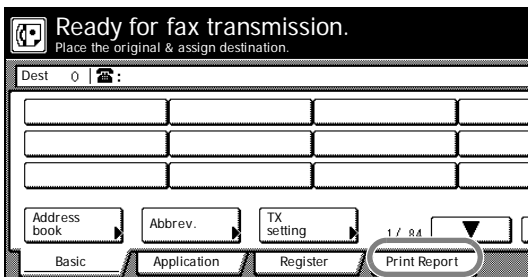 Ready for fax transmission.
Place the original & assign destination.
Dest 0 :
Address book
Abbrev.
TX setting
1 / 84
Basic
Application
Register
Print Report